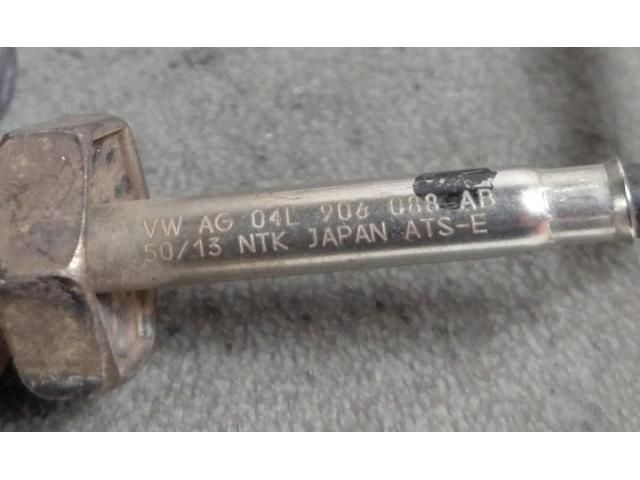 VW AG 04L 906 088 AB
50/13 NTK JAPAN ATS-E